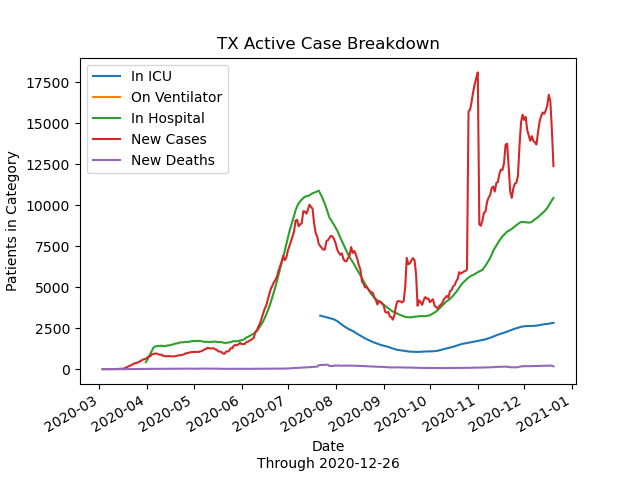 TX Active Case Breakdown
In ICU
On Ventilator
In Hospital
New Cases
New Deaths
Patients in Category
17500
15000
12500
10000
7500
5000
2500
0
2020-03
2020-04
2020-05
2020-06
2020-07
2020-08
2020-09
2020-10
2020-11
2020-12
2021-01
Date
Through 2020-12-26